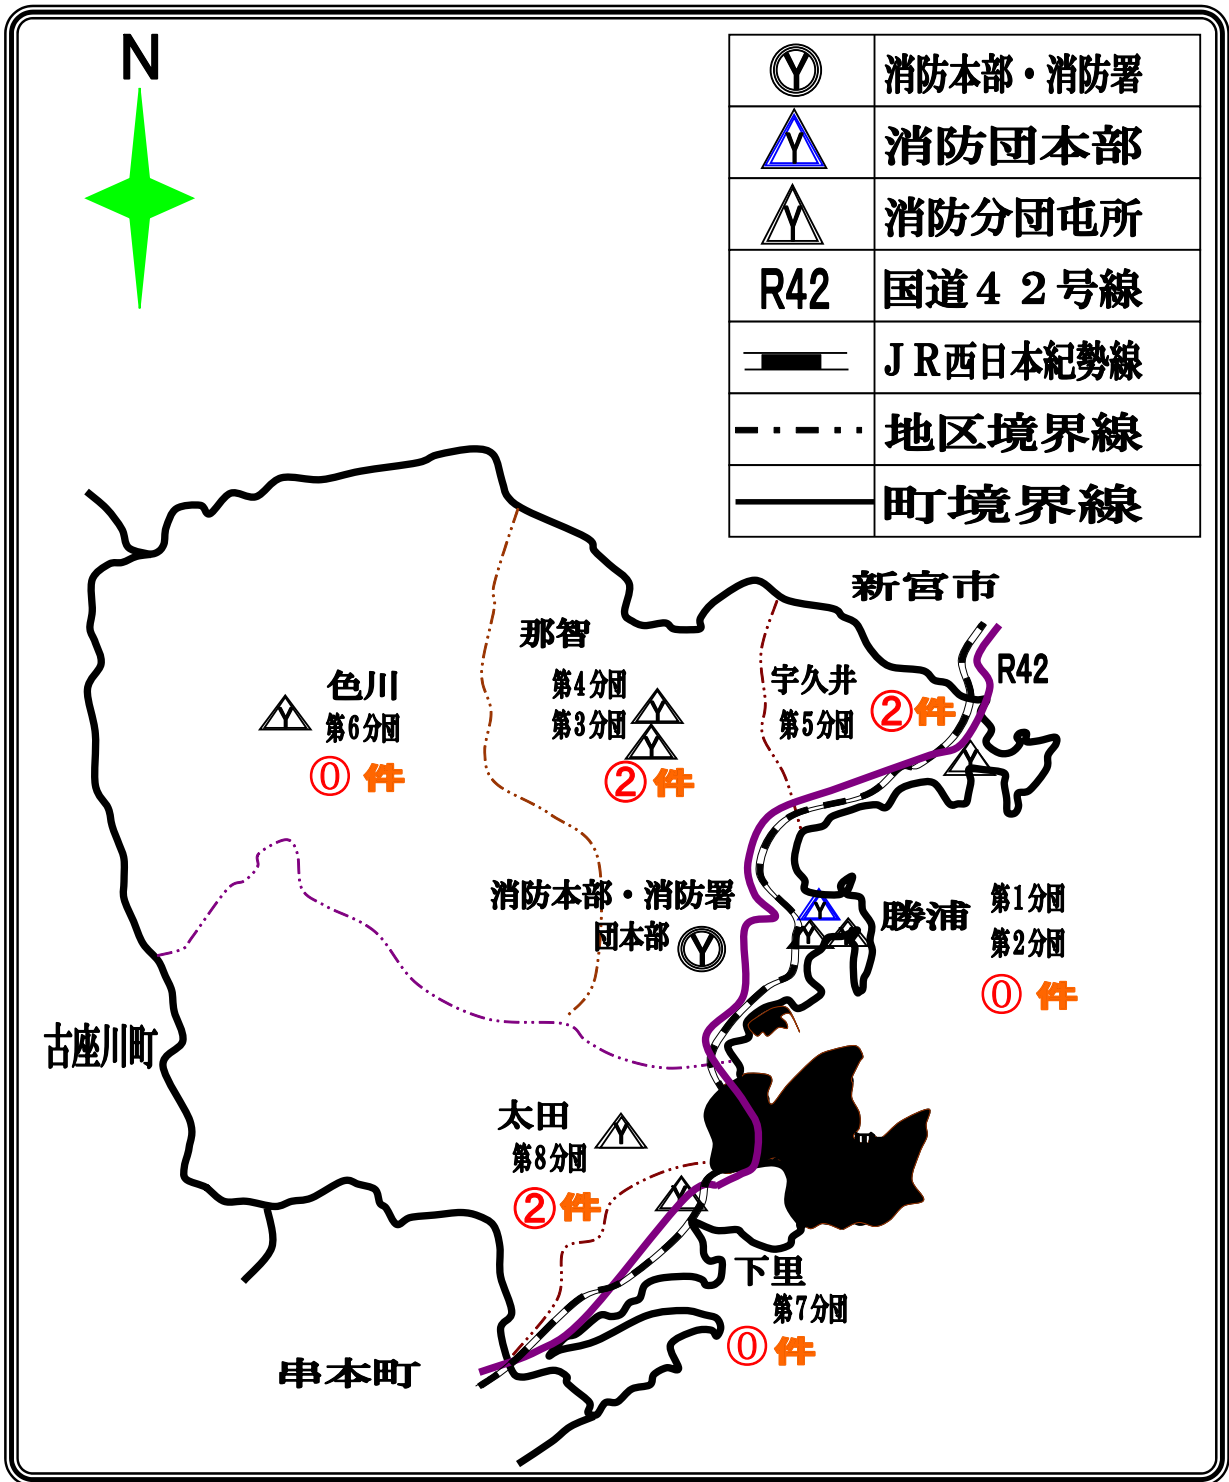 N
Y 消防本部・消防署
Y 消防団本部
Y 消防分団屯所
R42 国道４２号線
ＪＲ西日本紀勢線
地区境界線
町境界線
新宮市
R42
那智
第4分団
第3分団
②件
宇久井
第5分団
②件
色川
第6分団
⓪件
消防本部・消防署
団本部
勝浦
第1分団
第2分団
⓪件
古座川町
太田
第8分団
②件
下里
第7分団
⓪件
串本町